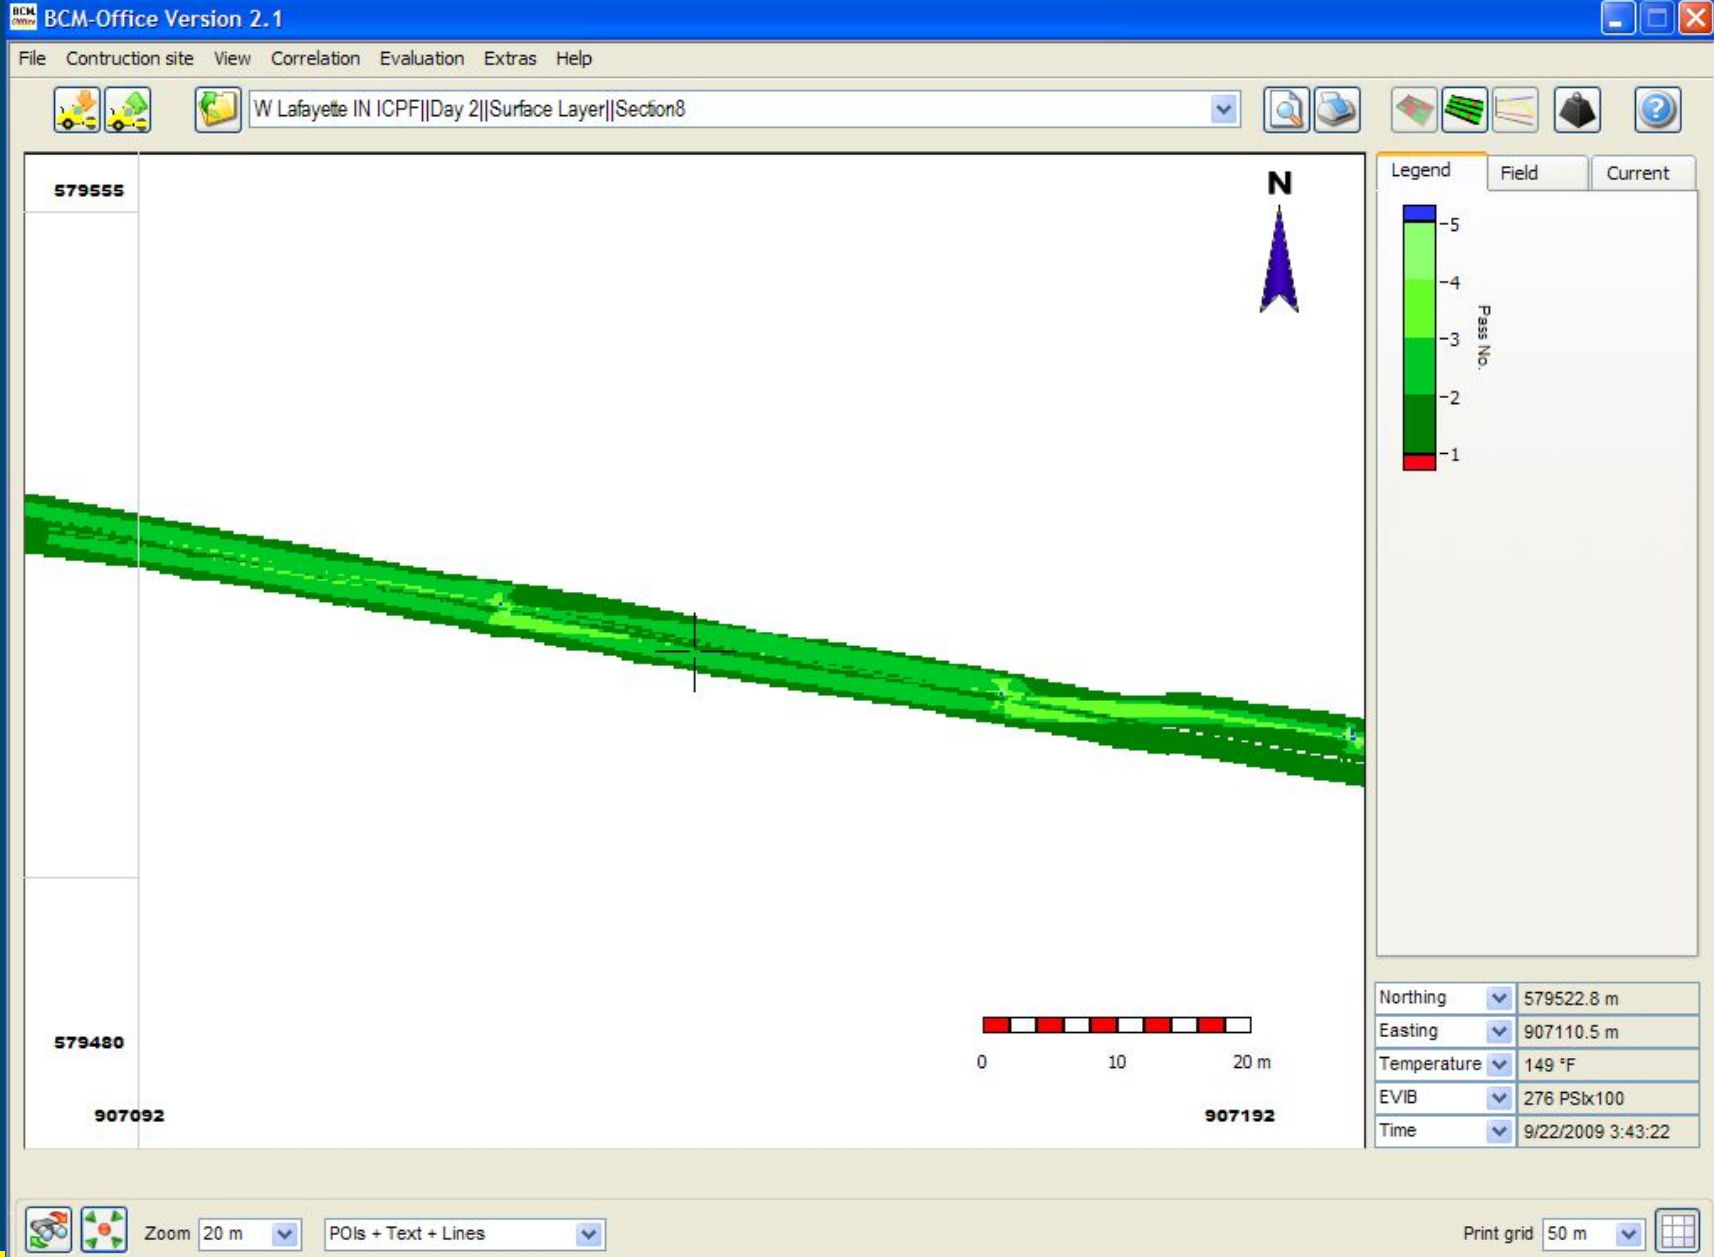 BCM Office BCM-Office Version 2.1
File Contruction site View Correlation Evaluation Extras Help
W Lafayette IN ICPF||Day 2||Surface Layer||Section8
579555
N
Legend Field Current
5
4
3
2
1
Pass No.
579480
0 10 20 m
907092 907192
Northing 579522.8 m
Easting 907110.5 m
Temperature 149 °F
EVIB 276 PSIx100
Time 9/22/2009 3:43:22
Zoom 20 m POIs + Text + Lines Print grid 50 m